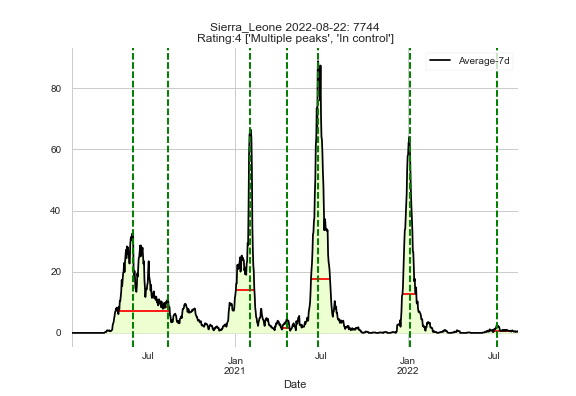 Sierra_Leone 2022-08-22: 7744
Rating:4 ['Multiple peaks', 'In control']
Average-7d
80
60
40
20
0
Jul
Jan
2021
Jul
Jan
2022
Jul
Date